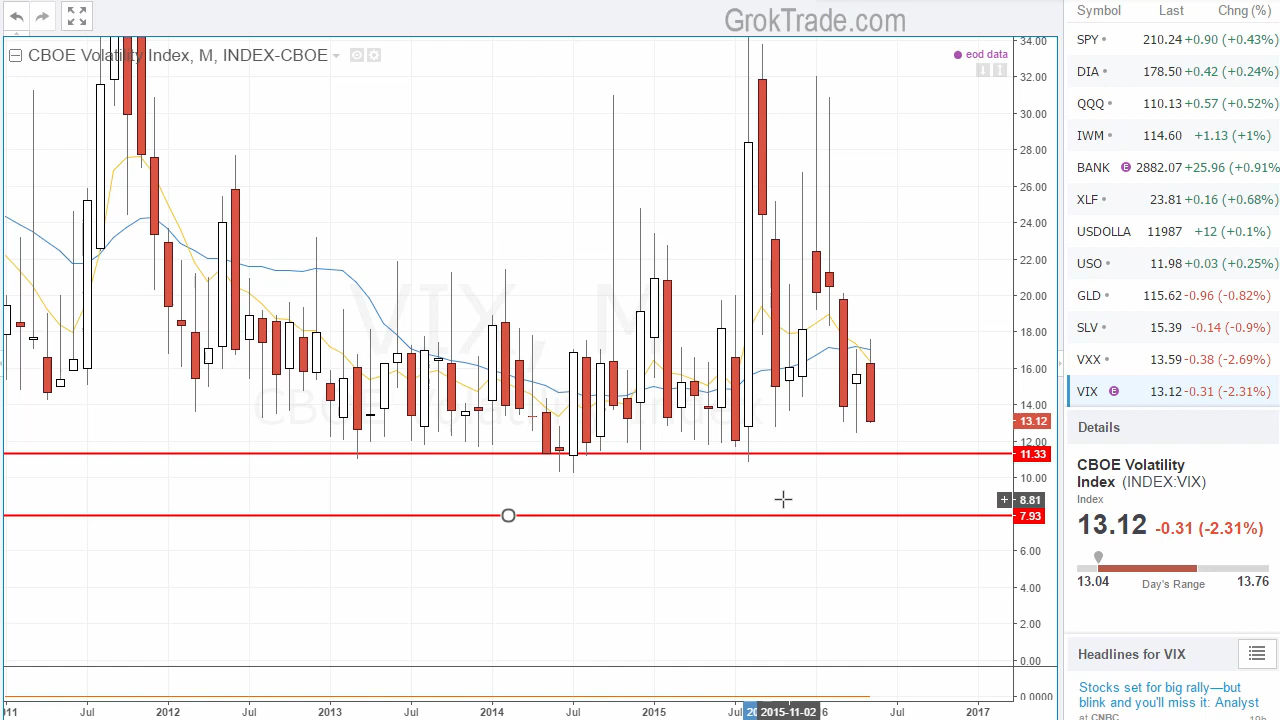 GrokTrade.com
CBOE Volatility Index, M, INDEX-CBOE
eod data
VIX, M
CBOE Volatility Index
34.00
32.00
30.00
28.00
26.00
24.00
22.00
20.00
18.00
16.00
14.00
13.12
12.00
11.33
10.00
+ 8.81
7.93
6.00
4.00
2.00
0.00
0.0000
Jul 2012 Jul 2013 Jul 2014 Jul 2015 Jul 2015-11-02 Jul 2017
Symbol Last Chng (%)
SPY 210.24 +0.90 (+0.43%)
DIA 178.50 +0.42 (+0.24%)
QQQ 110.13 +0.57 (+0.52%)
IWM 114.60 +1.13 (+1%)
BANK E 2882.07 +25.96 (+0.91%
XLF 23.81 +0.16 (+0.68%)
USDOLLA 11987 +12 (+0.1%)
USO 11.98 +0.03 (+0.25%)
GLD 115.62 -0.96 (-0.82%)
SLV 15.39 -0.14 (-0.9%)
VXX 13.59 -0.38 (-2.69%)
VIX E 13.12 -0.31 (-2.31%)
Details
CBOE Volatility
Index (INDEX:VIX)
Index
13.12 -0.31 (-2.31%)
13.04 Day's Range 13.76
Headlines for VIX
Stocks set for big rally—but
blink and you'll miss it: Analyst
at CNBC